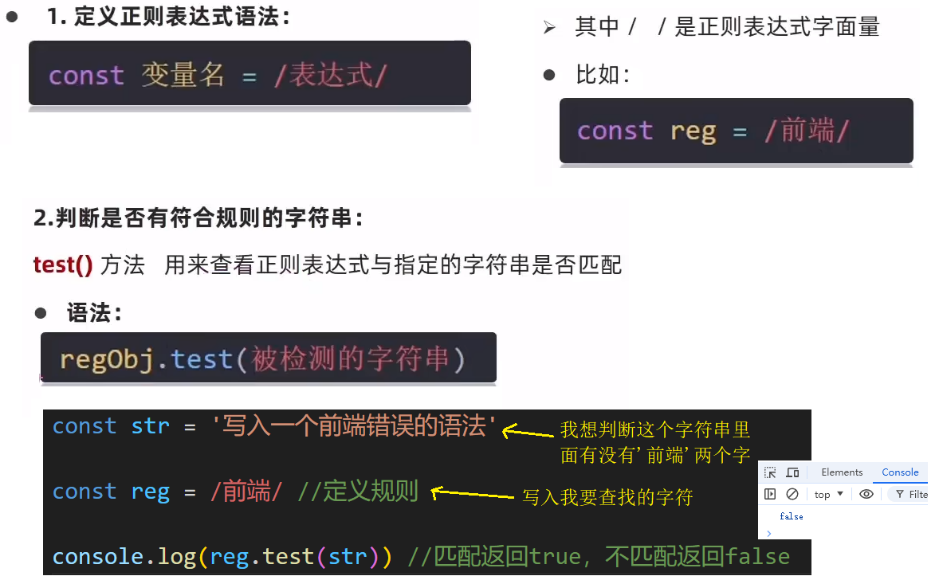 ● 1. 定义正则表达式语法：
const 变量名 = /表达式/
➢ 其中 / / 是正则表达式字面量
● 比如：
const reg = /前端/
2.判断是否有符合规则的字符串：
test() 方法 用来查看正则表达式与指定的字符串是否匹配
● 语法：
regObj.test(被检测的字符串)
const str = '写入一个前端错误的语法'
我想判断这个字符串里
面有没有'前端'两个字
const reg = /前端/ //定义规则
写入我要查找的字符
console.log(reg.test(str)) //匹配返回true，不匹配返回false
Elements Console
top ▼ Filte
false
>